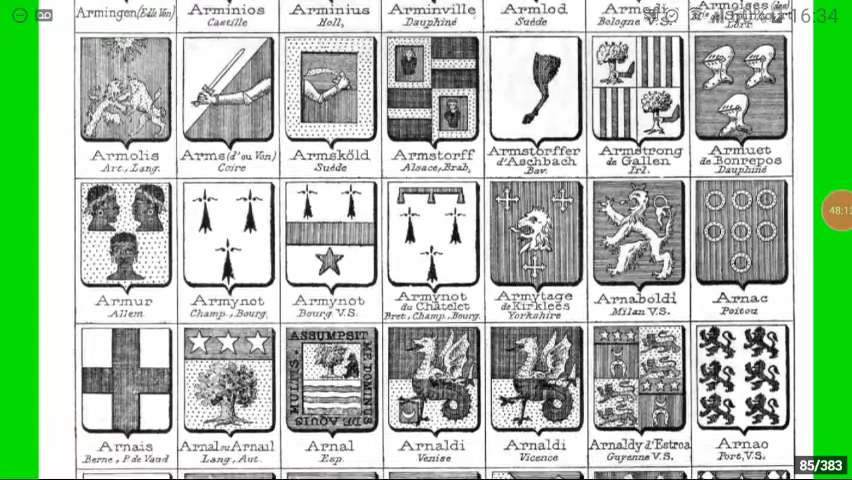 Armingen (Edle Von) Arminios Arminius Arminville Armlod
Castille Holl. Dauphiné Suède Bologne V.S.
16:34
Armolis Arms (d' ou Von) Armsköld Armstorff Armstorffer d'Aschbach Armstrong de Gallen Armuet de Bonrepos
Art., Lang. Coire Suède Alsace, Brab. Bav. Irl. Dauphiné
48:1
Armur Armynot Armynot Armynot du Châtelet Armytage de Kirklees Arnaboldi Arnac
Allem. Champ., Bourg. Bourg. V.S. Bret., Champ., Bourg. Yorkshire Milan V.S. Poitou
ASSUMPSIT ME DOMINUS DE AQUIS MULTIS.
Arnais Arnal ou Arnail Arnal Arnaldi Arnaldi Arnaldy d'Estroa Arnao
Berne, P. de Vaud Lang., Aut. Esp. Venise Vicence Guyenne V.S. Port. V.S.
85/383